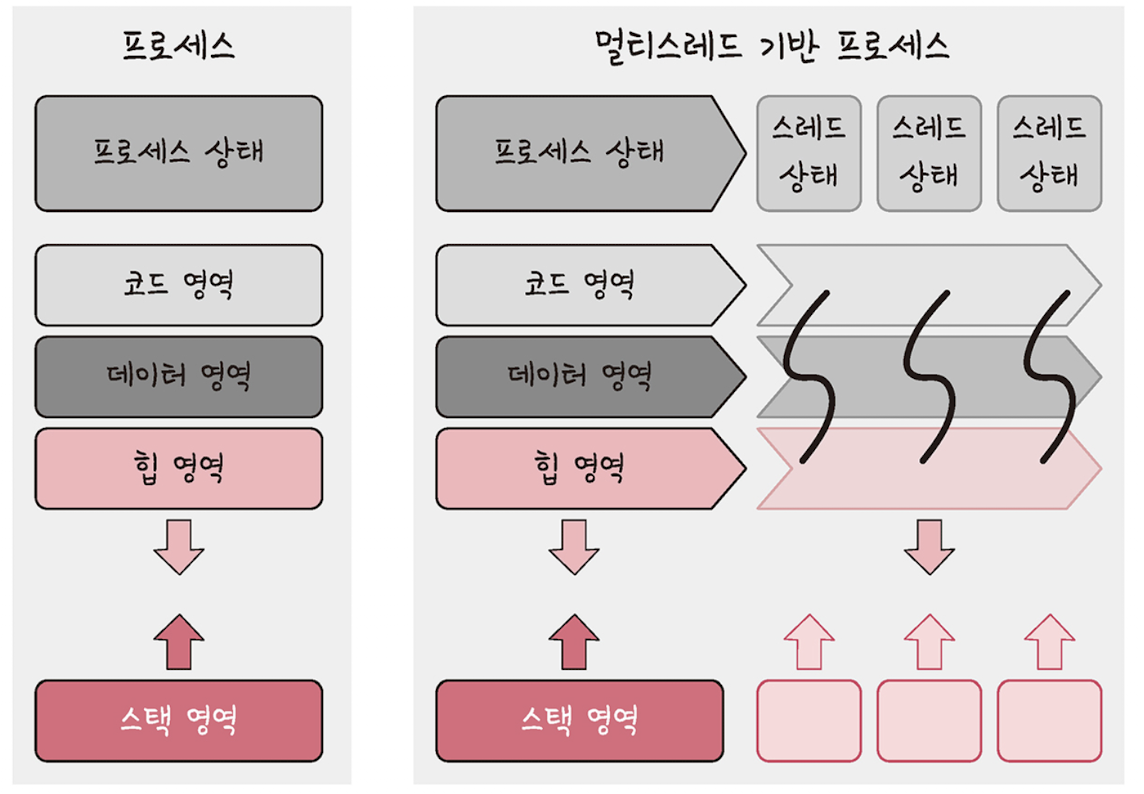 프로세스
프로세스 상태
코드 영역
데이터 영역
힙 영역
스택 영역
멀티스레드 기반 프로세스
프로세스 상태
스레드
상태
스레드
상태
스레드
상태
코드 영역
데이터 영역
힙 영역
스택 영역